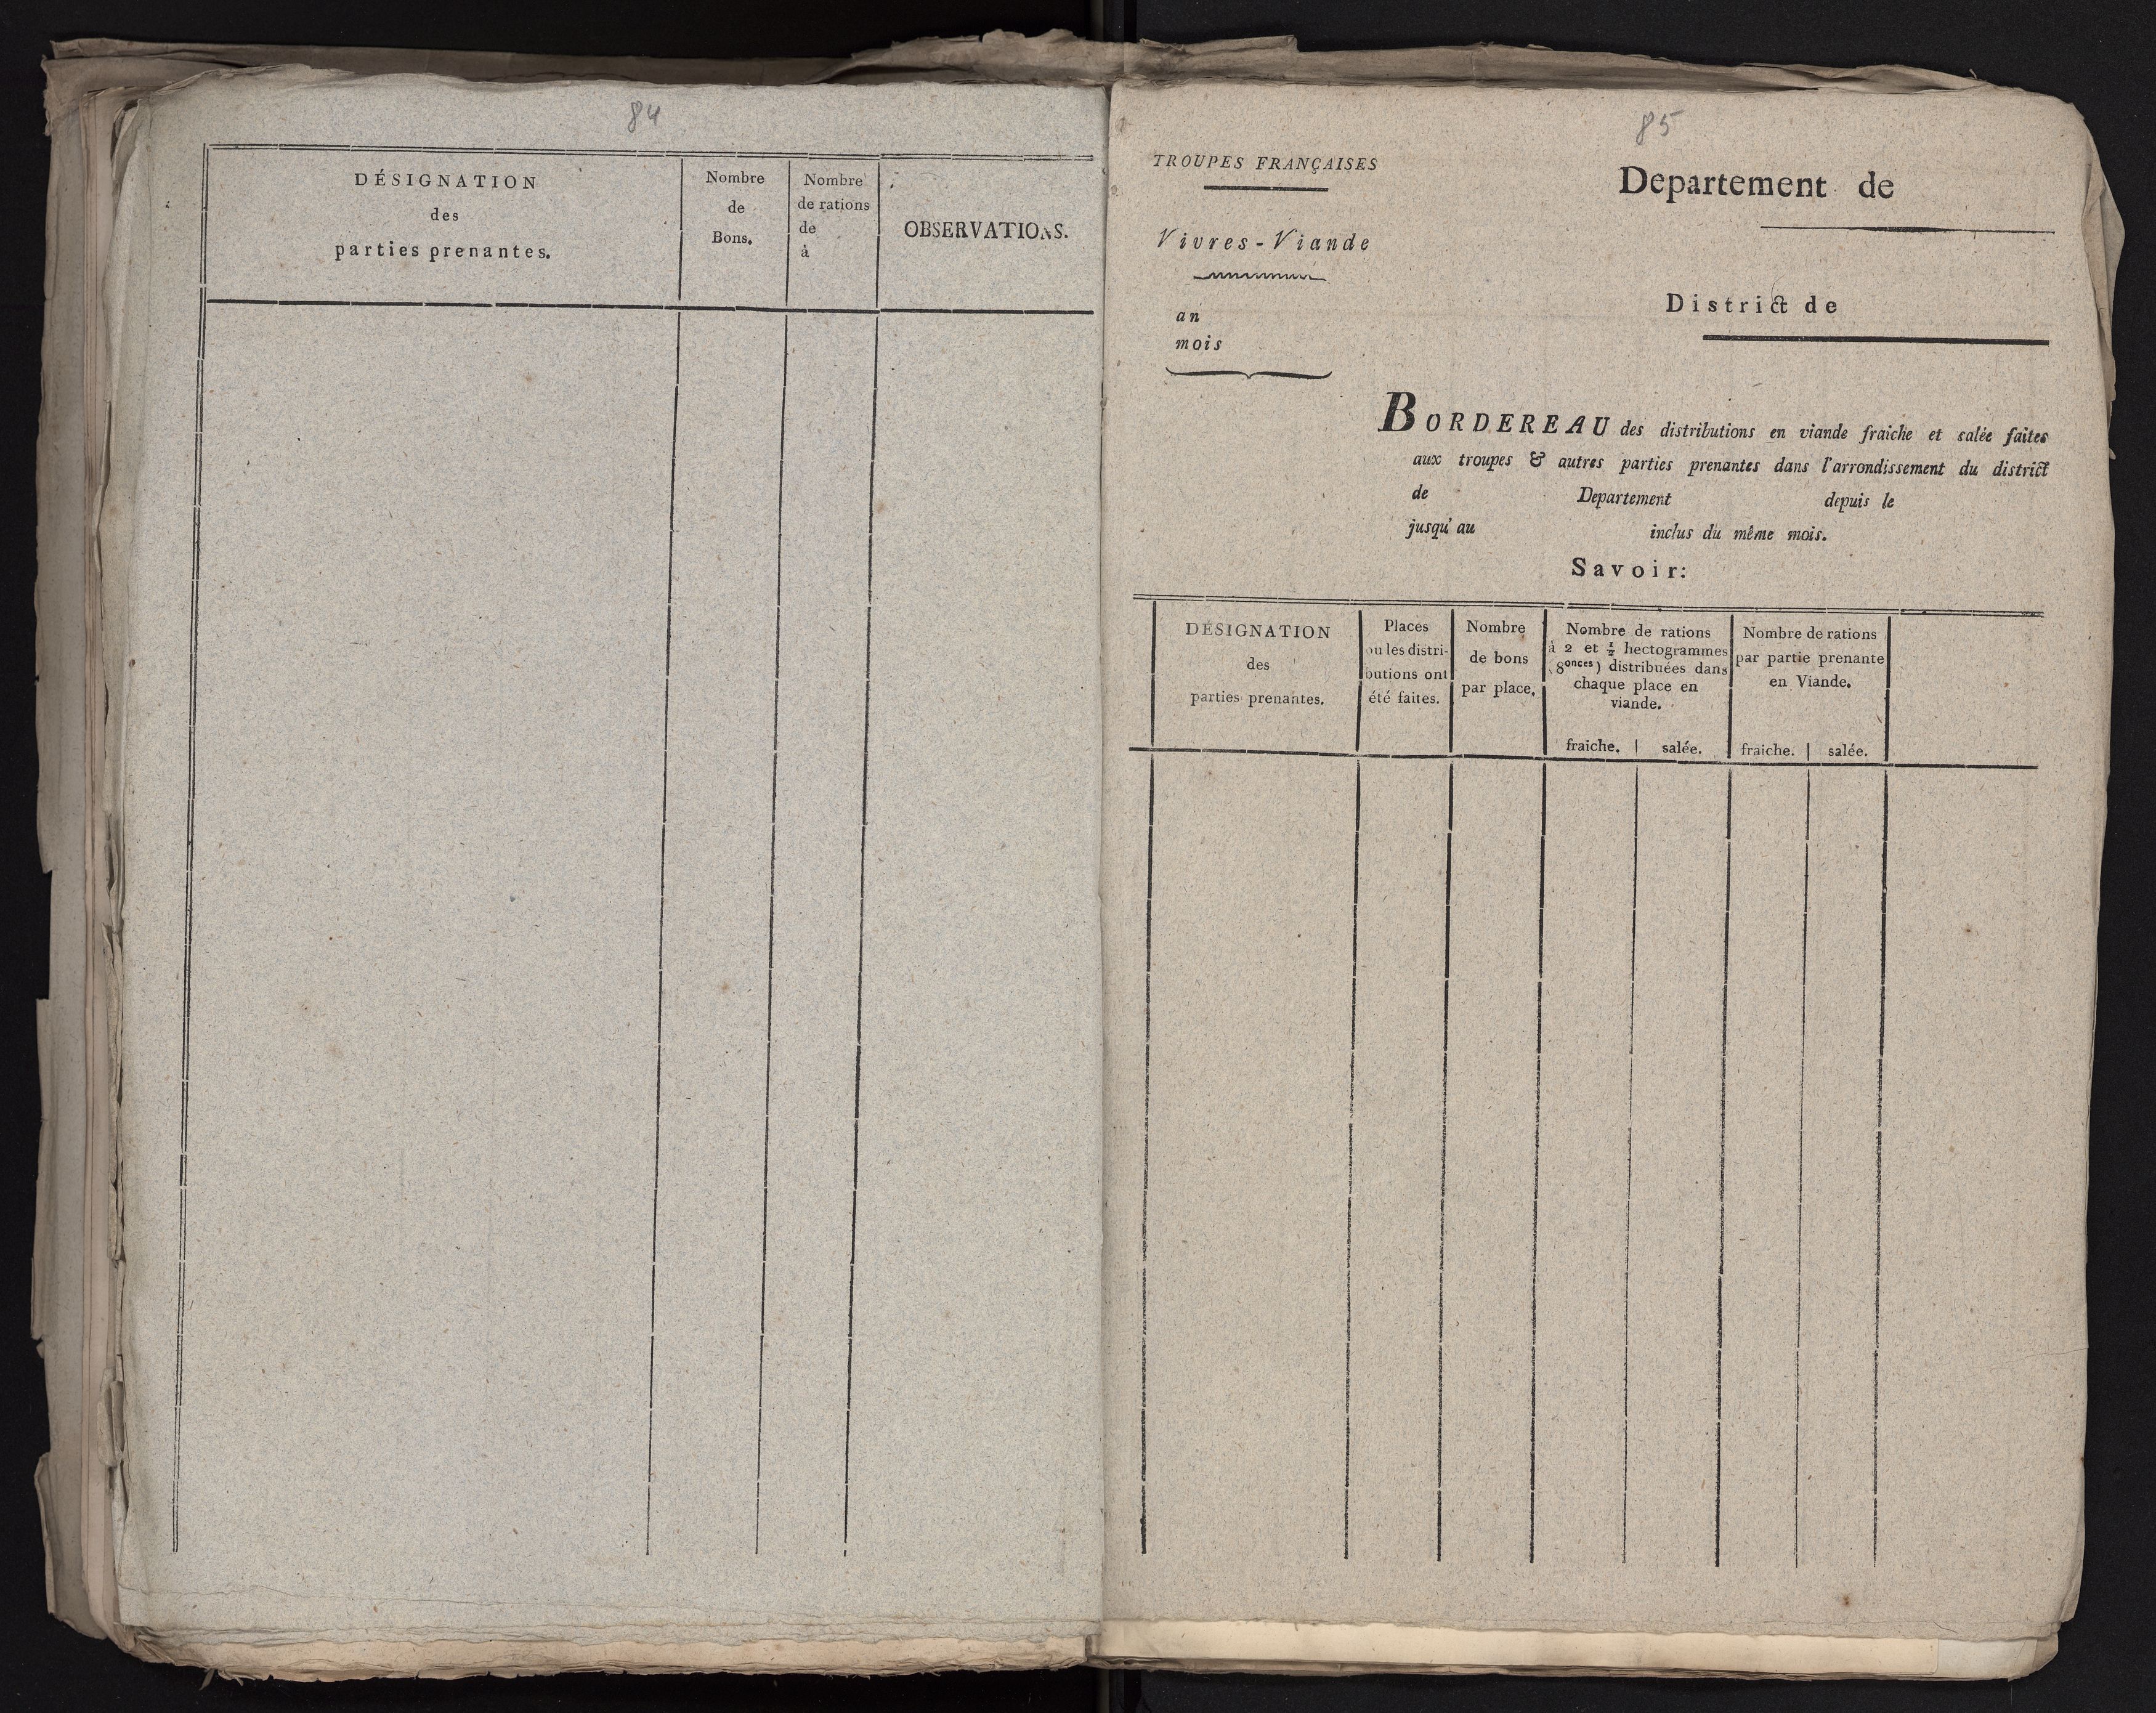 84
DÉSIGNATION
des
parties prenantes.
Nombre
de
Bons.
Nombre
de rations
de
à
OBSERVATIONS.
85
TROUPES FRANÇAISES
Vivres-Viande
an
mois
Departement de
District de
BORDEREAU des distributions en viande fraiche et salée faites
aux troupes & autres parties prenantes dans l'arrondissement du district
de Departement depuis le
jusqu'au inclus du même mois.
Savoir:
DÉSIGNATION
des
parties prenantes.
Places
ou les distri-
butions ont
été faites.
Nombre
de bons
par place.
Nombre de rations
à 2 et ½ hectogrammes
(8onces) distribuées dans
chaque place en
viande.
fraiche. salée.
Nombre de rations
par partie prenante
en Viande.
fraiche. salée.